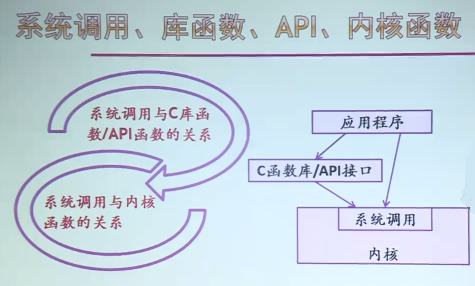 系统调用、库函数、API、内核函数
系统调用与C库函
数/API函数的关系
系统调用与内核
函数的关系
应用程序
C函数库/API接口
系统调用
内核